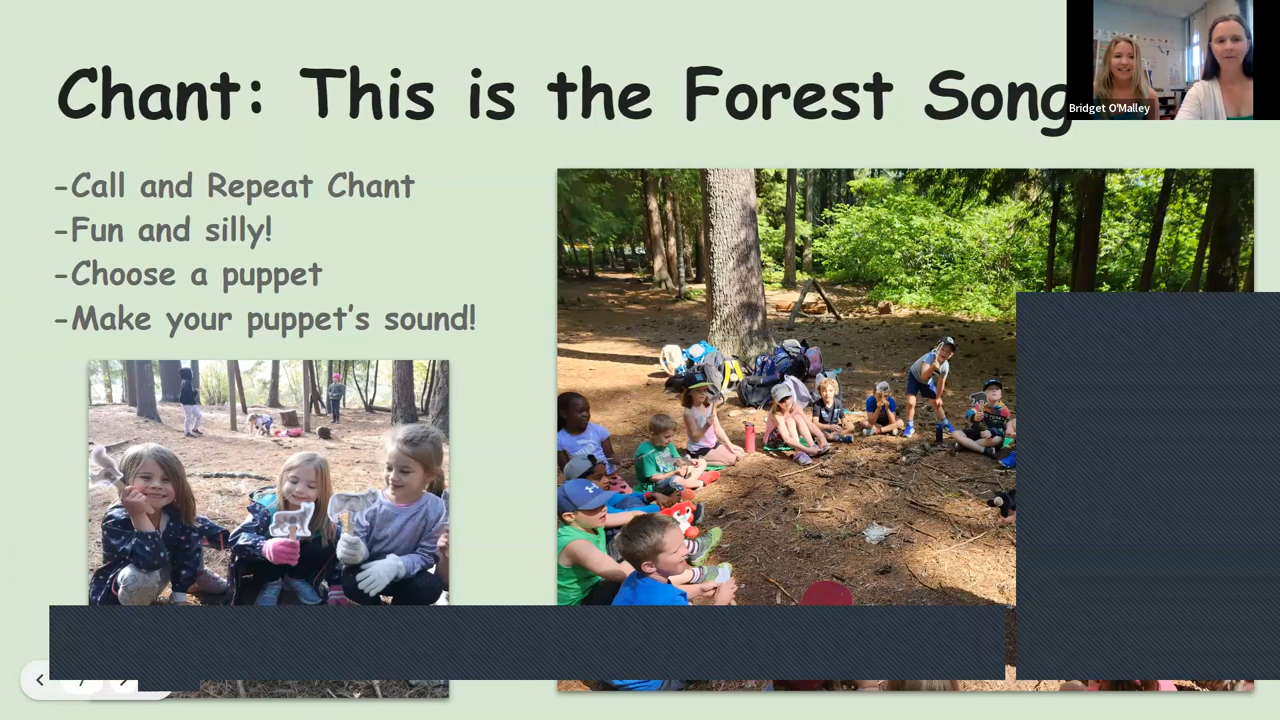 Chant: This is the Forest Song
Bridget O'Malley
-Call and Repeat Chant
-Fun and silly!
-Choose a puppet
-Make your puppet's sound!